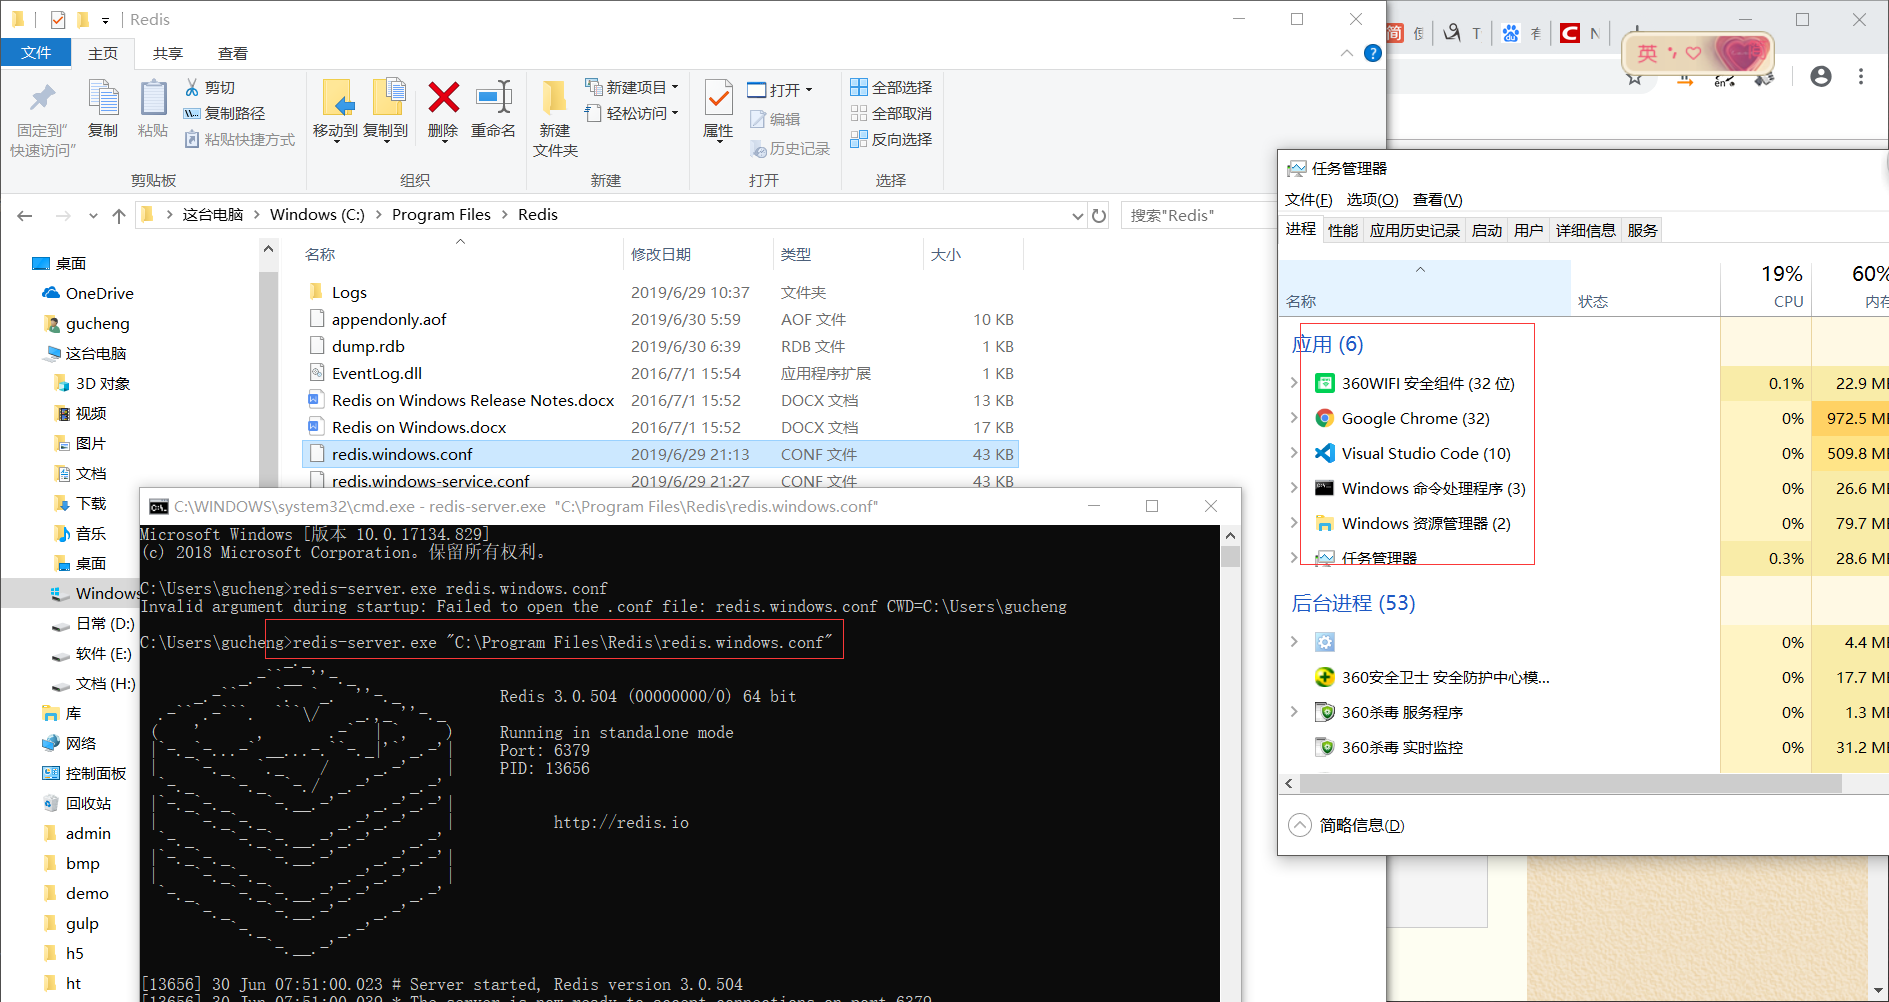 Redis
文件 主页 共享 查看
固定到"
快速访问"
复制
粘贴
剪切
复制路径
粘贴快捷方式
剪贴板
移动到 复制到 删除 重命名
组织
新建
文件夹
新建项目
轻松访问
新建
属性
打开
编辑
历史记录
打开
全部选择
全部取消
反向选择
选择
这台电脑 > Windows (C:) > Program Files > Redis
搜索"Redis"
桌面
OneDrive
gucheng
这台电脑
3D 对象
视频
图片
文档
下载
音乐
桌面
Windows
日常 (D:)
软件 (E:)
文档 (H:)
库
网络
控制面板
回收站
admin
bmp
demo
gulp
h5
ht
名称 修改日期 类型 大小
Logs 2019/6/29 10:37 文件夹
appendonly.aof 2019/6/30 5:59 AOF 文件 10 KB
dump.rdb 2019/6/30 6:39 RDB 文件 1 KB
EventLog.dll 2016/7/1 15:54 应用程序扩展 1 KB
Redis on Windows Release Notes.docx 2016/7/1 15:52 DOCX 文档 13 KB
Redis on Windows.docx 2016/7/1 15:52 DOCX 文档 17 KB
redis.windows.conf 2019/6/29 21:13 CONF 文件 43 KB
redis.windows-service.conf 2019/6/29 21:27 CONF 文件 43 KB
C:\WINDOWS\system32\cmd.exe - redis-server.exe "C:\Program Files\Redis\redis.windows.conf"
Microsoft Windows [版本 10.0.17134.829]
(c) 2018 Microsoft Corporation。保留所有权利。
C:\Users\gucheng>redis-server.exe redis.windows.conf
Invalid argument during startup: Failed to open the .conf file: redis.windows.conf CWD=C:\Users\gucheng
C:\Users\gucheng>redis-server.exe "C:\Program Files\Redis\redis.windows.conf"
Redis 3.0.504 (00000000/0) 64 bit
Running in standalone mode
Port: 6379
PID: 13656
http://redis.io
[13656] 30 Jun 07:51:00.023 # Server started, Redis version 3.0.504
[13656] 30 Jun 07:51:00.039 * The server is now ready to accept connections on port 6379
简 T N
英
en
任务管理器
文件(F) 选项(O) 查看(V)
进程 性能 应用历史记录 启动 用户 详细信息 服务
19% 60%
名称 状态 CPU 内存
应用 (6)
360WIFI 安全组件 (32 位) 0.1% 22.9 M
Google Chrome (32) 0% 972.5 M
Visual Studio Code (10) 0% 509.8 M
Windows 命令处理程序 (3) 0% 26.6 M
Windows 资源管理器 (2) 0% 79.7 M
任务管理器 0.3% 28.6 M
后台进程 (53)
0% 4.4 M
360安全卫士 安全防护中心模... 0% 17.7 M
360杀毒 服务程序 0% 1.3 M
360杀毒 实时监控 0% 31.2 M
简略信息(D)